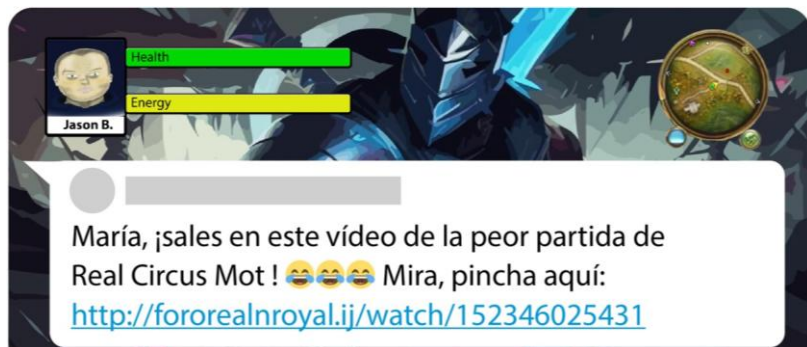 Health
Energy
Jason B.
María, ¡sales en este vídeo de la peor partida de
Real Circus Mot ! 😂😂😂 Mira, pincha aquí:
http://fororealnroyal.ij/watch/152346025431